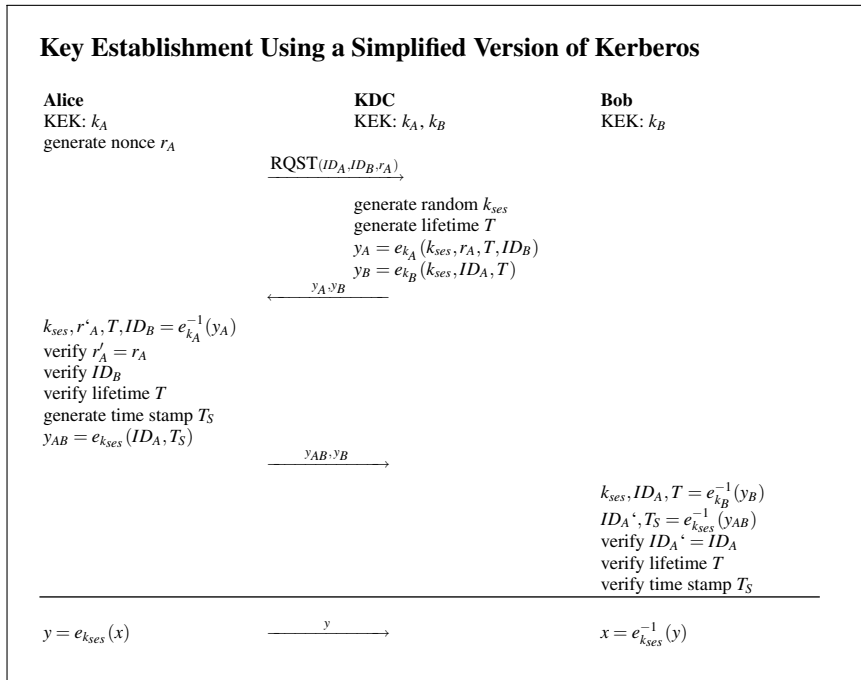 Key Establishment Using a Simplified Version of Kerberos
Alice KDC Bob
KEK: k_A KEK: k_A, k_B KEK: k_B
generate nonce r_A
RQST(ID_A,ID_B,r_A)
generate random k_ses
generate lifetime T
y_A = e_{k_A}(k_ses, r_A, T, ID_B)
y_B = e_{k_B}(k_ses, ID_A, T)
y_A,y_B
k_ses, r‘_A, T, ID_B = e^{-1}_{k_A}(y_A)
verify r′_A = r_A
verify ID_B
verify lifetime T
generate time stamp T_S
y_AB = e_{k_ses}(ID_A, T_S)
y_AB,y_B
k_ses, ID_A, T = e^{-1}_{k_B}(y_B)
ID_A‘, T_S = e^{-1}_{k_ses}(y_AB)
verify ID_A‘ = ID_A
verify lifetime T
verify time stamp T_S
y = e_{k_ses}(x) y x = e^{-1}_{k_ses}(y)